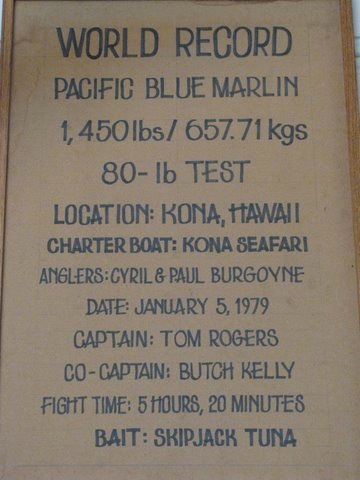 WORLD RECORD
PACIFIC BLUE MARLIN
1,450 lbs/ 657.71 kgs
80-lb TEST
LOCATION: KONA, HAWAII
CHARTER BOAT: KONA SEAFARI
ANGLERS: CYRIL & PAUL BURGOYNE
DATE: JANUARY 5, 1979
CAPTAIN: TOM ROGERS
CO-CAPTAIN: BUTCH KELLY
FIGHT TIME: 5 HOURS, 20 MINUTES
BAIT: SKIPJACK TUNA